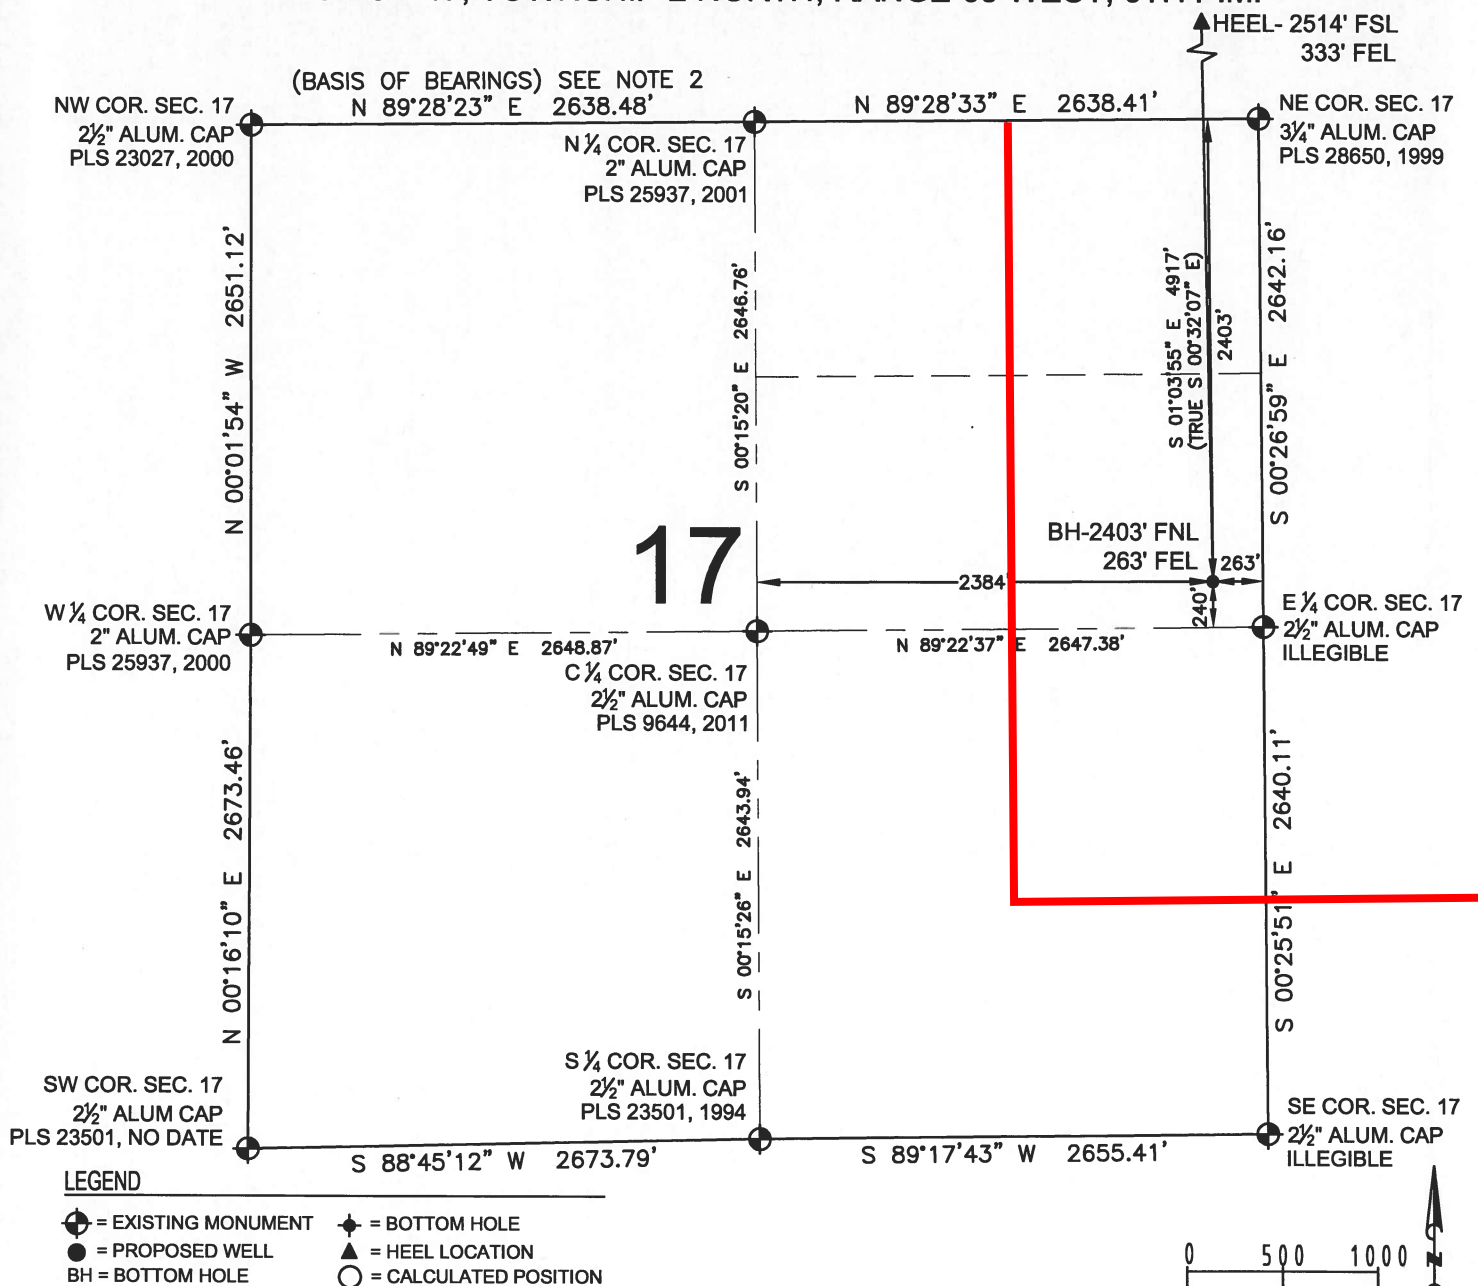 HEEL- 2514' FSL
333' FEL
(BASIS OF BEARINGS) SEE NOTE 2
N 89°28'23" E 2638.48'
N 89°28'33" E 2638.41'
NW COR. SEC. 17
2½" ALUM. CAP
PLS 23027, 2000
N ¼ COR. SEC. 17
2" ALUM. CAP
PLS 25937, 2001
NE COR. SEC. 17
3¼" ALUM. CAP
PLS 28650, 1999
N 00°01'54" W 2651.12'
S 00°15'20" E 2646.76'
S 01°03'55" E 4917'
(TRUE S 00°32'07" E)
2403'
S 00°26'59" E 2642.16'
17
BH-2403' FNL
263' FEL
263'
2384'
240'
W ¼ COR. SEC. 17
2" ALUM. CAP
PLS 25937, 2000
N 89°22'49" E 2648.87'
N 89°22'37" E 2647.38'
E ¼ COR. SEC. 17
2½" ALUM. CAP
ILLEGIBLE
C ¼ COR. SEC. 17
2½" ALUM. CAP
PLS 9644, 2011
N 00°16'10" E 2673.46'
S 00°15'26" E 2643.94'
S 00°25'51" E 2640.11'
SW COR. SEC. 17
2½" ALUM CAP
PLS 23501, NO DATE
S ¼ COR. SEC. 17
2½" ALUM. CAP
PLS 23501, 1994
SE COR. SEC. 17
2½" ALUM. CAP
ILLEGIBLE
S 88°45'12" W 2673.79'
S 89°17'43" W 2655.41'
LEGEND
= EXISTING MONUMENT
= BOTTOM HOLE
= PROPOSED WELL
= HEEL LOCATION
BH = BOTTOM HOLE
= CALCULATED POSITION
0 500 1000